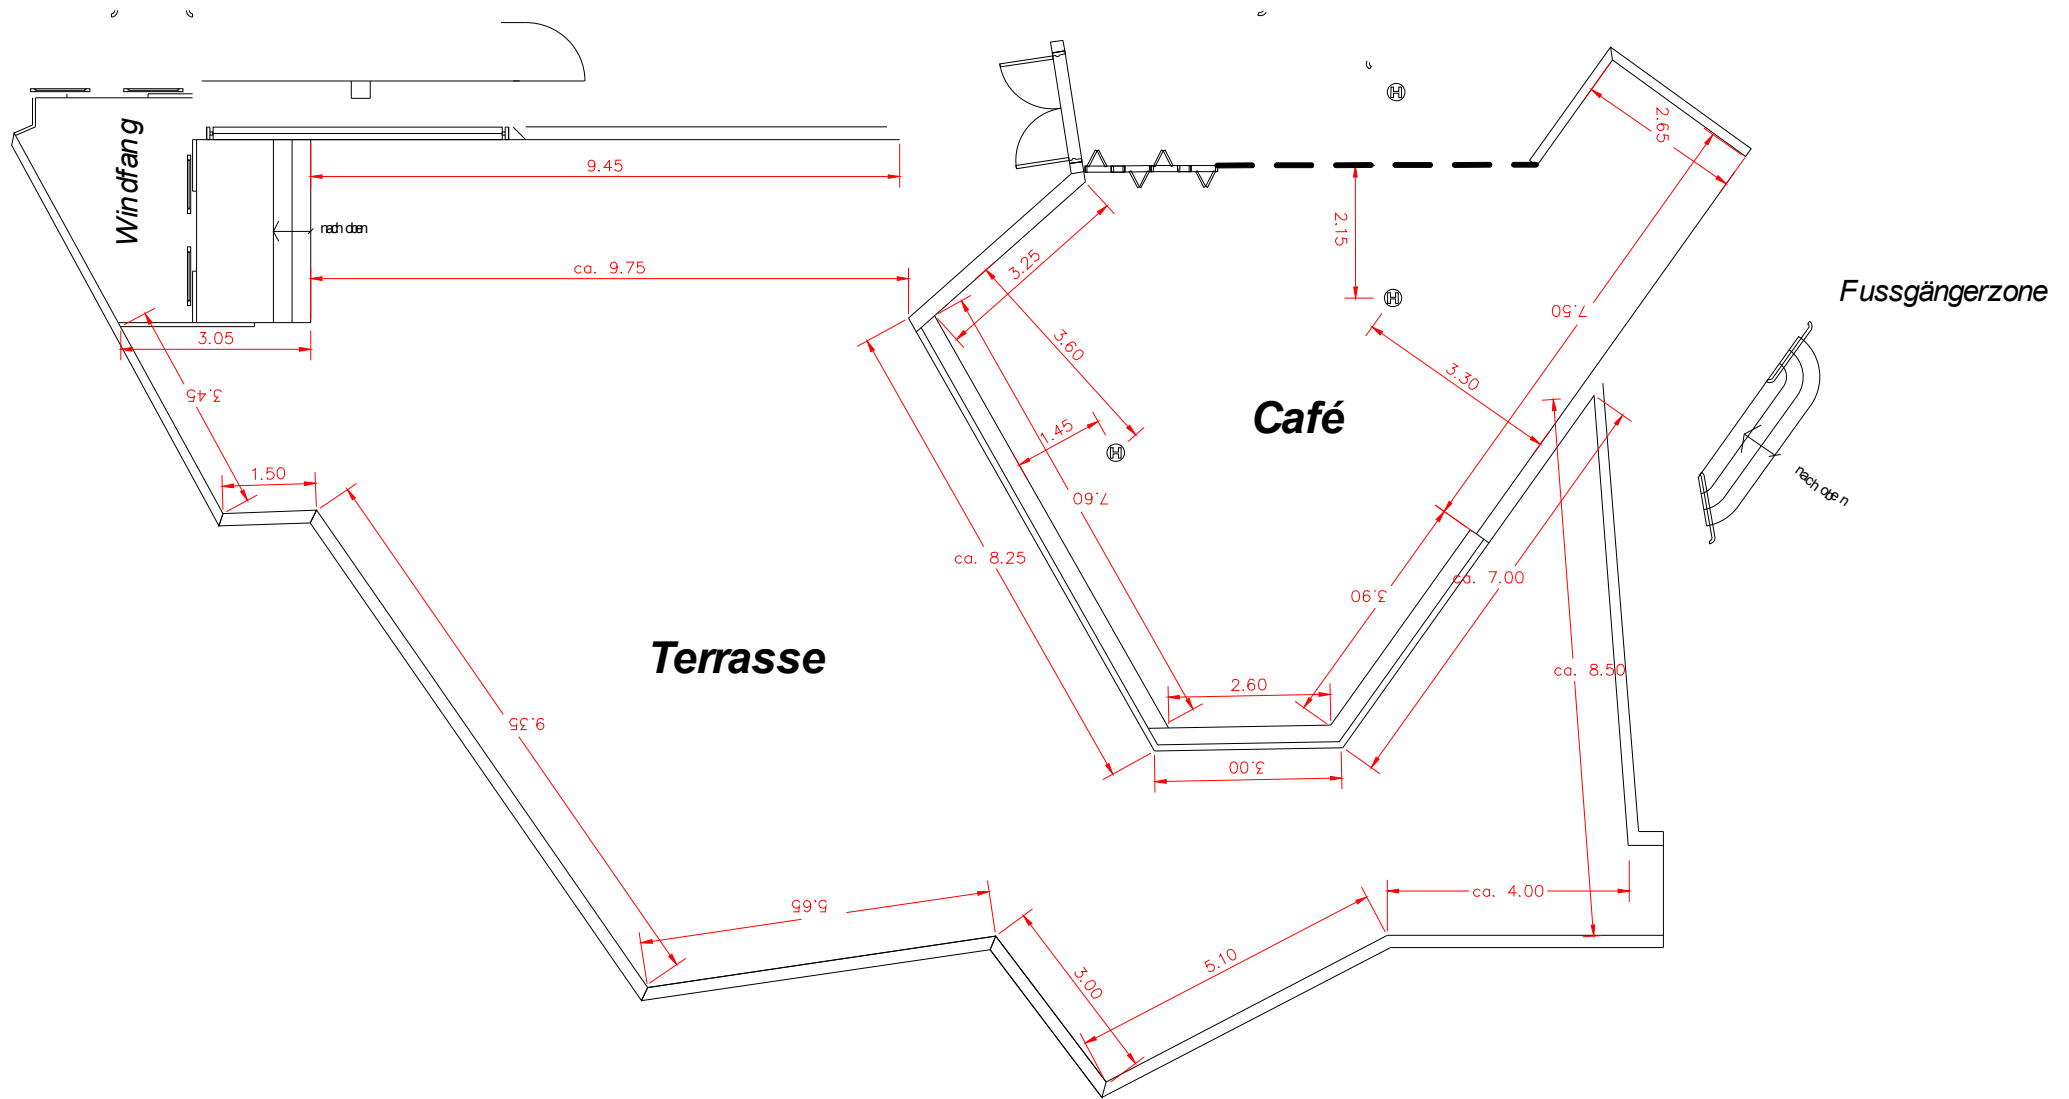 Windfang
9.45
2.65
nach oben
2.15
ca. 9.75
3.25
Fussgängerzone
3.05
3.60
7.50
3.45
3.30
Café
1.45
1.50
7.60
ca. 8.25
nach oben
ca. 7.00
3.90
Terrasse
ca. 8.50
2.60
9.35
3.00
5.65
ca. 4.00
5.10
3.00